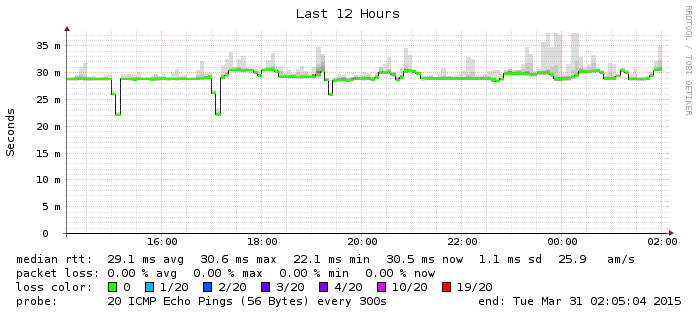 Last 12 Hours
RRDTOOL / TOBI OETIKER
Seconds
35 m
30 m
25 m
20 m
15 m
10 m
5 m
0
16:00 18:00 20:00 22:00 00:00 02:00
median rtt: 29.1 ms avg 30.6 ms max 22.1 ms min 30.5 ms now 1.1 ms sd 25.9 am/s
packet loss: 0.00 % avg 0.00 % max 0.00 % min 0.00 % now
loss color: 0 1/20 2/20 3/20 4/20 10/20 19/20
probe: 20 ICMP Echo Pings (56 Bytes) every 300s end: Tue Mar 31 02:05:04 2015